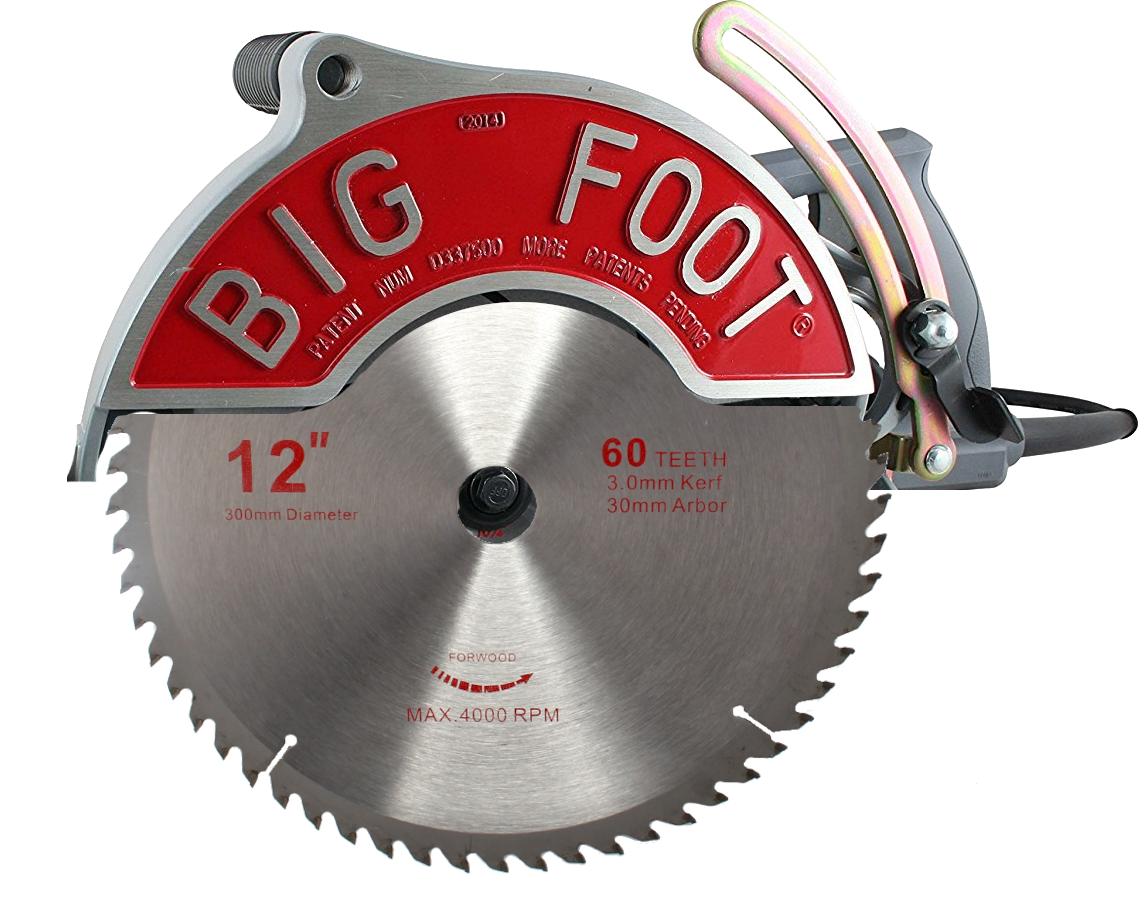 2014
BIG FOOT®
PATENT NUM D337500 MORE PATENTS PENDING
12"
300mm Diameter
60 TEETH
3.0mm Kerf
30mm Arbor
FORWOOD
MAX.4000 RPM